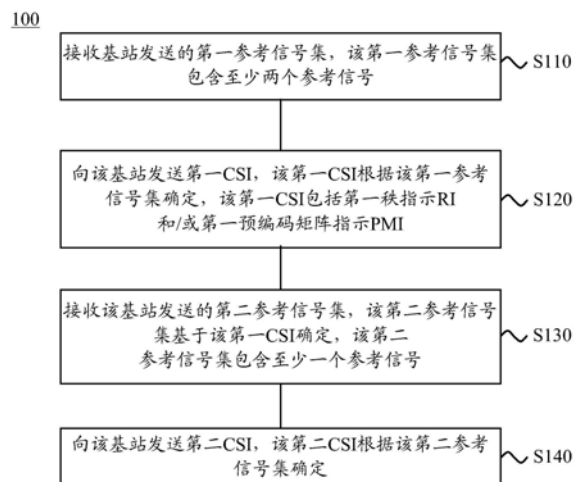 100
接收基站发送的第一参考信号集，该第一参考信号集
包含至少两个参考信号
S110
向该基站发送第一CSI，该第一CSI根据该第一参考
信号集确定，该第一CSI包括第一秩指示RI
和/或第一预编码矩阵指示PMI
S120
接收该基站发送的第二参考信号集，该第二参考信号
集基于该第一CSI确定，该第二
参考信号集包含至少一个参考信号
S130
向该基站发送第二CSI，该第二CSI根据该第二参考
信号集确定
S140